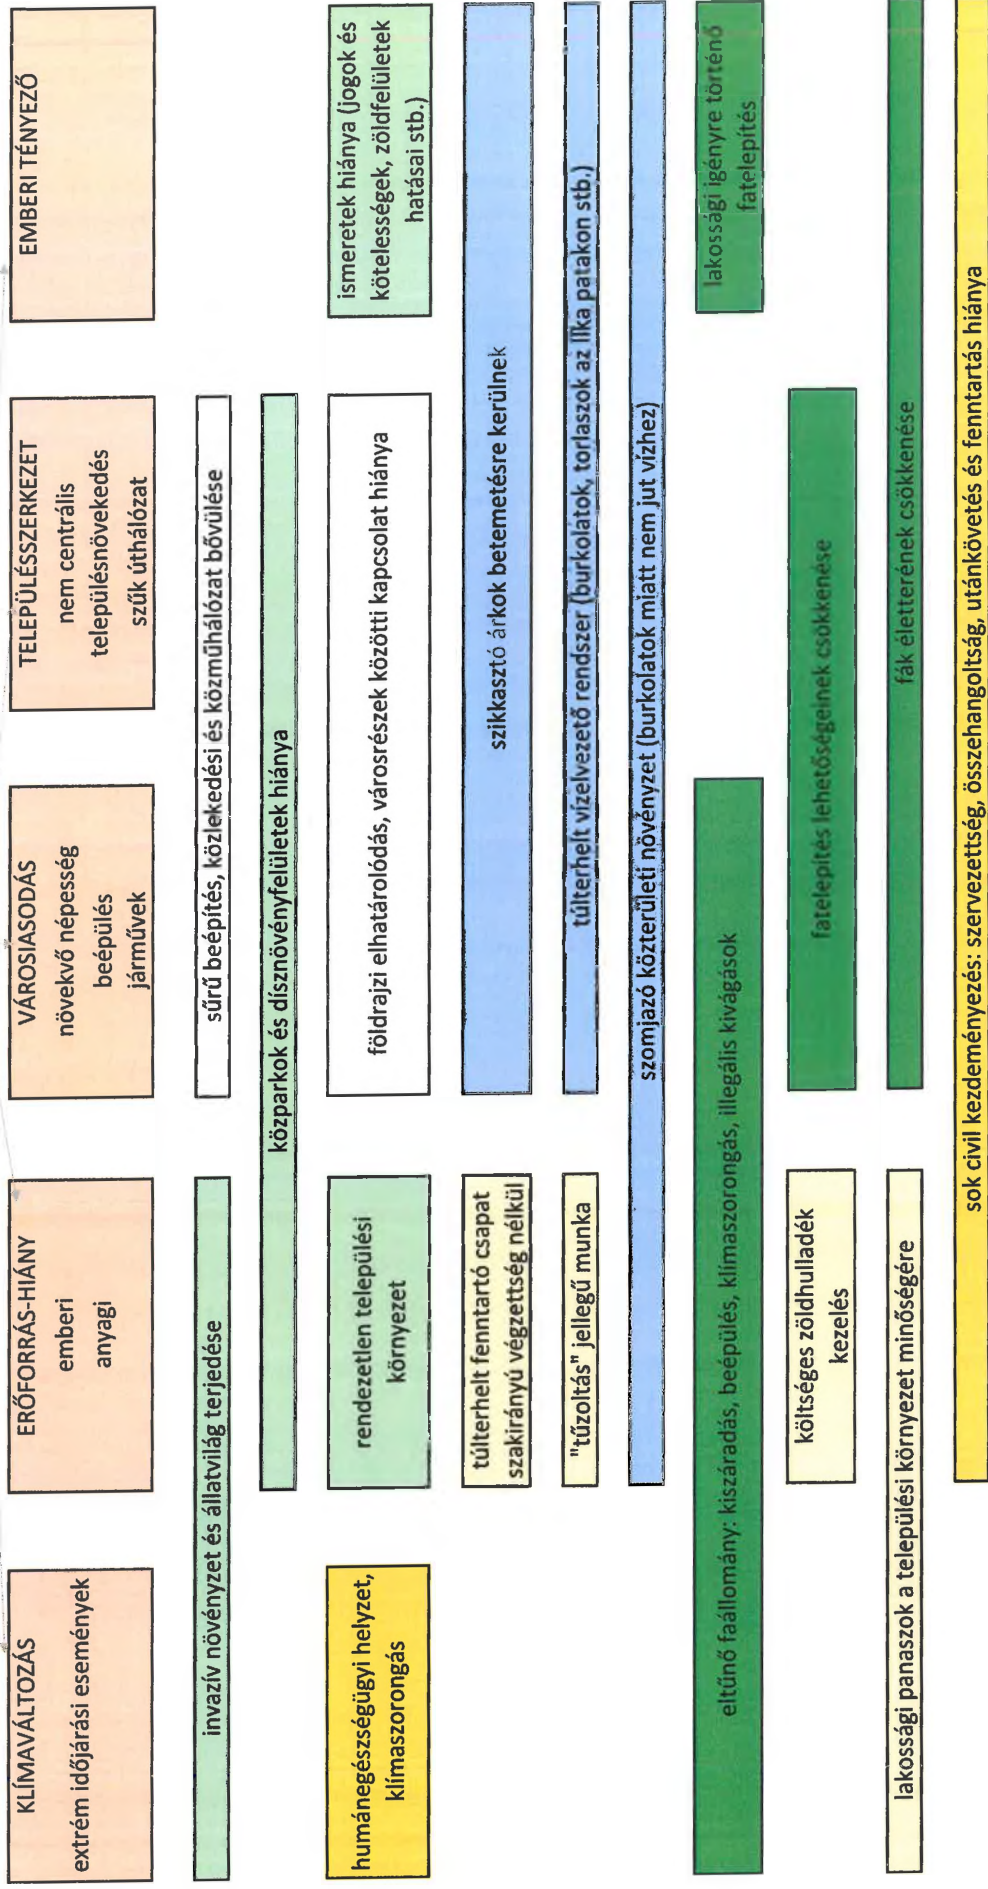 KLÍMAVÁLTOZÁS
extrém időjárási események
ERŐFORRÁS-HIÁNY
emberi
anyagi
VÁROSIASODÁS
növekvő népesség
beépülés
járművek
TELEPÜLÉSSZERKEZET
nem centrális
településnövekedés
szűk úthálózat
EMBERI TÉNYEZŐ
invazív növényzet és állatvilág terjedése
sűrű beépítés, közlekedési és közműhálózat bővülése
közparkok és dísznövényfelületek hiánya
humánegészségügyi helyzet,
klímaszorongás
rendezetlen települési
környezet
földrajzi elhatárolódás, városrészek közötti kapcsolat hiánya
ismeretek hiánya (jogok és
kötelességek, zöldfelületek
hatásai stb.)
túlterhelt fenntartó csapat
szakirányú végzettség nélkül
szikkasztó árkok betemetésre kerülnek
"tűzoltás" jellegű munka
túlterhelt vízelvezető rendszer (burkolatok, torlaszok az Ilka patakon stb.)
szomjazó közterületi növényzet (burkolatok miatt nem jut vízhez)
eltűnő faállomány: kiszáradás, beépülés, klímaszorongás, illegális kivágások
lakossági igényre történő
fatelepítés
költséges zöldhulladék
kezelés
fatelepítés lehetőségeinek csökkenése
lakossági panaszok a települési környezet minőségére
fák életterének csökkenése
sok civil kezdeményezés: szervezettség, összehangoltság, utánkövetés és fenntartás hiánya